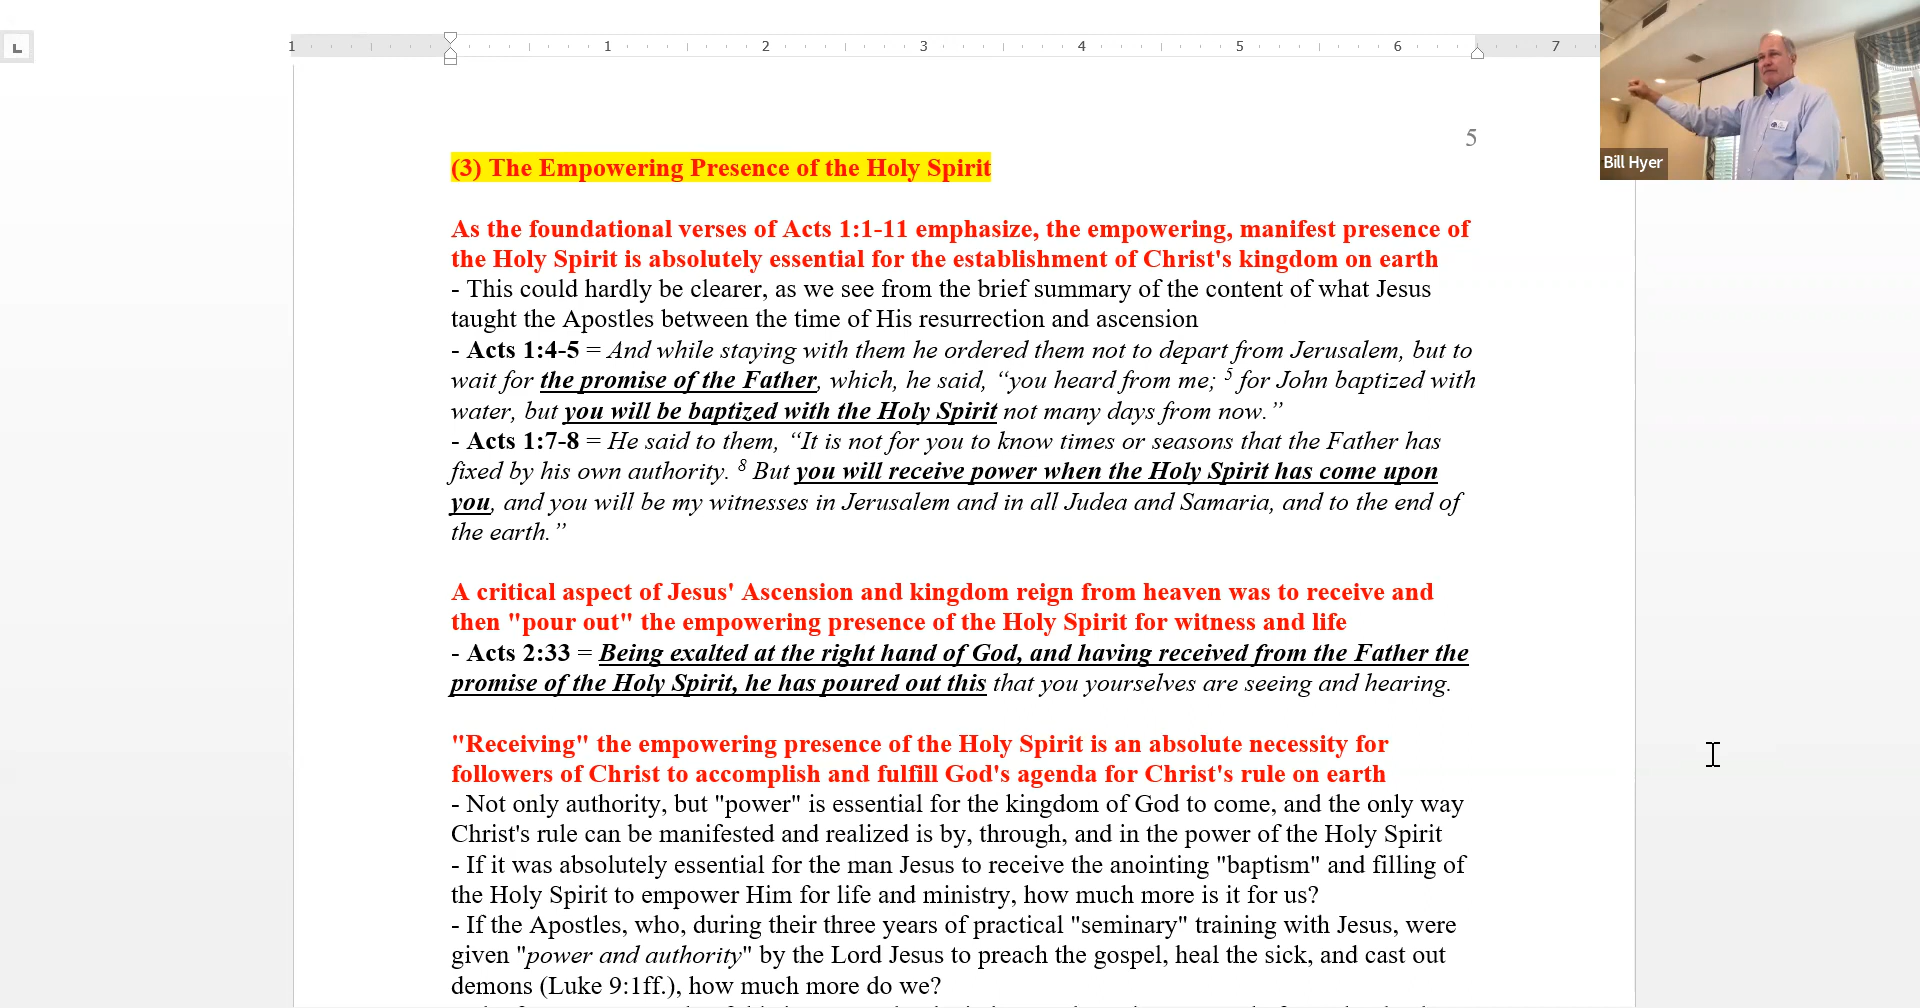 1 1 2 3 4 5 6 7
Bill Hyer
5
(3) The Empowering Presence of the Holy Spirit
As the foundational verses of Acts 1:1-11 emphasize, the empowering, manifest presence of
the Holy Spirit is absolutely essential for the establishment of Christ's kingdom on earth
- This could hardly be clearer, as we see from the brief summary of the content of what Jesus
taught the Apostles between the time of His resurrection and ascension
- Acts 1:4-5 = And while staying with them he ordered them not to depart from Jerusalem, but to
wait for the promise of the Father, which, he said, “you heard from me; 5 for John baptized with
water, but you will be baptized with the Holy Spirit not many days from now.”
- Acts 1:7-8 = He said to them, “It is not for you to know times or seasons that the Father has
fixed by his own authority. 8 But you will receive power when the Holy Spirit has come upon
you, and you will be my witnesses in Jerusalem and in all Judea and Samaria, and to the end of
the earth.”
A critical aspect of Jesus' Ascension and kingdom reign from heaven was to receive and
then "pour out" the empowering presence of the Holy Spirit for witness and life
- Acts 2:33 = Being exalted at the right hand of God, and having received from the Father the
promise of the Holy Spirit, he has poured out this that you yourselves are seeing and hearing.
"Receiving" the empowering presence of the Holy Spirit is an absolute necessity for
followers of Christ to accomplish and fulfill God's agenda for Christ's rule on earth
- Not only authority, but "power" is essential for the kingdom of God to come, and the only way
Christ's rule can be manifested and realized is by, through, and in the power of the Holy Spirit
- If it was absolutely essential for the man Jesus to receive the anointing "baptism" and filling of
the Holy Spirit to empower Him for life and ministry, how much more is it for us?
- If the Apostles, who, during their three years of practical "seminary" training with Jesus, were
given "power and authority" by the Lord Jesus to preach the gospel, heal the sick, and cast out
demons (Luke 9:1ff.), how much more do we?